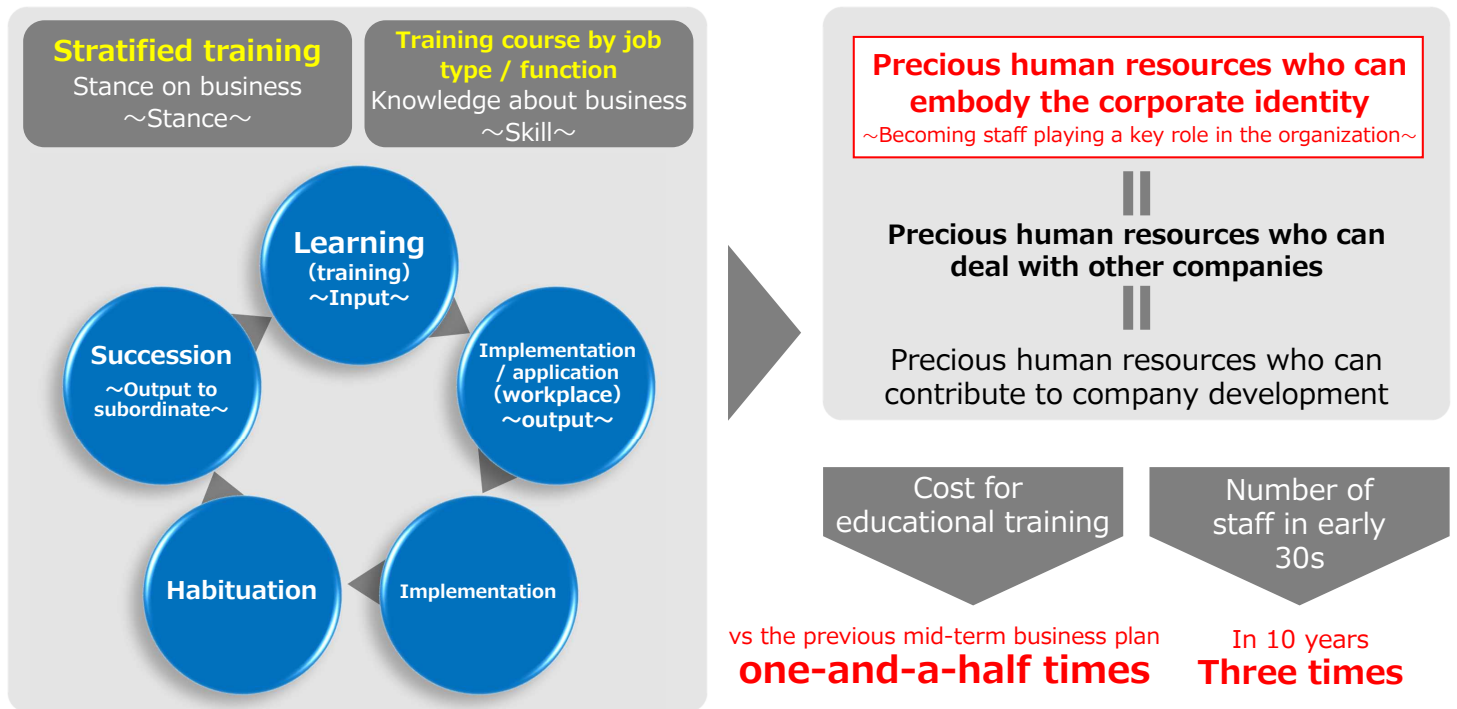 Stratified training
Stance on business
～Stance～
Training course by job
type / function
Knowledge about business
～Skill～
Learning
(training)
～Input～
Implementation
/ application
(workplace)
～output～
Implementation
Habituation
Succession
～Output to
subordinate～
Precious human resources who can
embody the corporate identity
～Becoming staff playing a key role in the organization～
Precious human resources who can
deal with other companies
Precious human resources who can
contribute to company development
Cost for
educational training
vs the previous mid-term business plan
one-and-a-half times
Number of
staff in early
30s
In 10 years
Three times